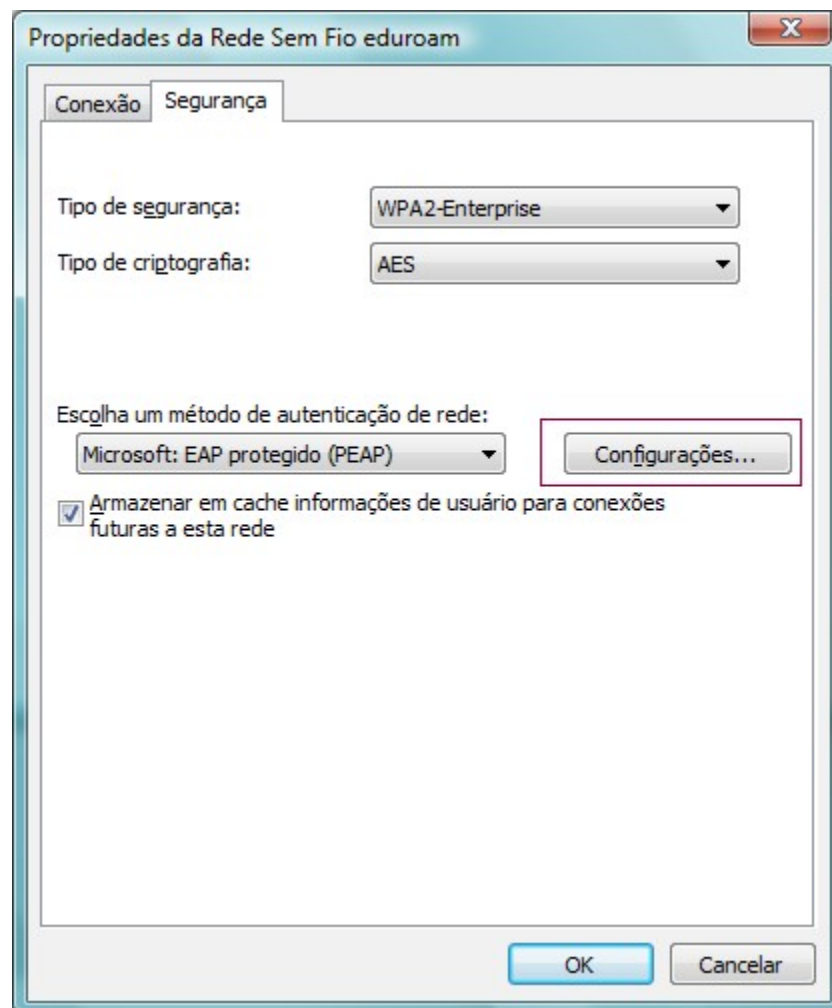 Propriedades da Rede Sem Fio eduroam
Conexão Segurança
Tipo de segurança: WPA2-Enterprise
Tipo de criptografia: AES
Escolha um método de autenticação de rede:
Microsoft: EAP protegido (PEAP) Configurações...
Armazenar em cache informações de usuário para conexões
futuras a esta rede
OK Cancelar